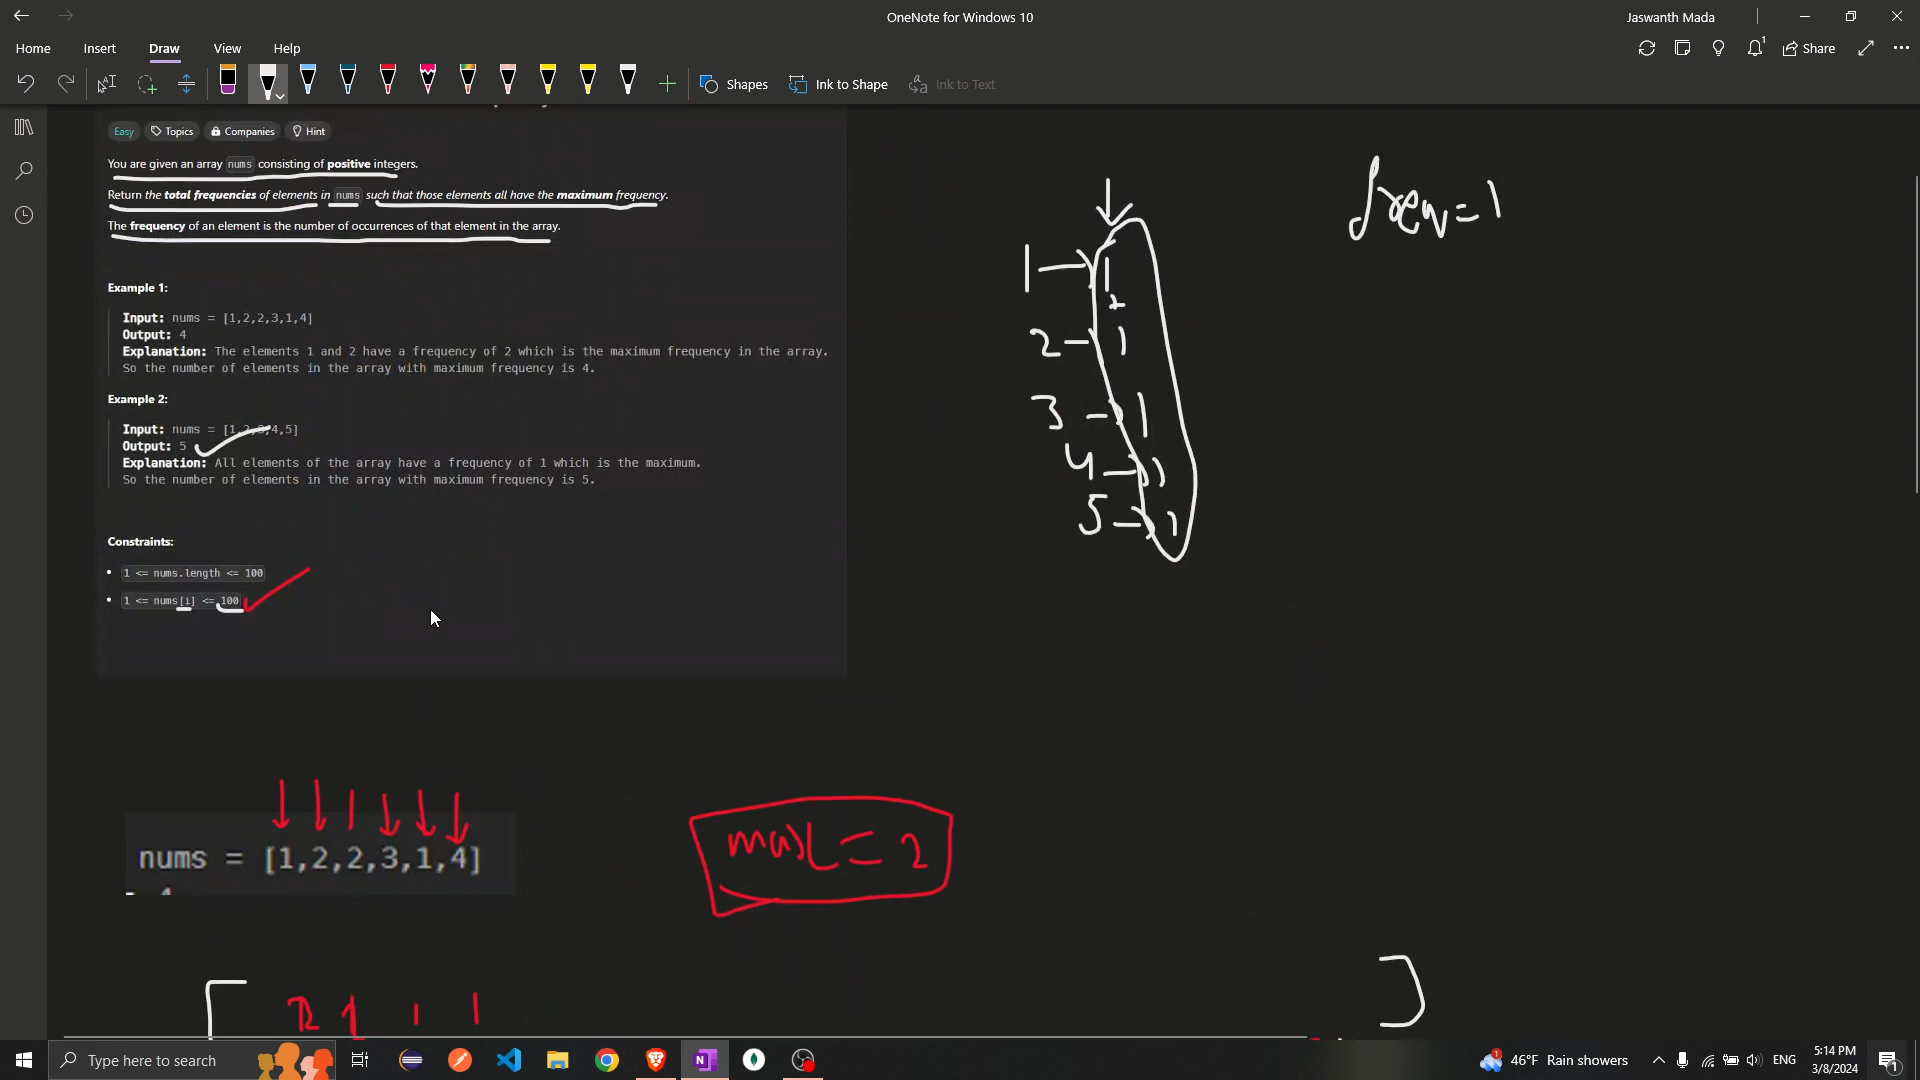 OneNote for Windows 10
Jaswanth Mada
Home Insert Draw View Help
1
Share
Shapes
Ink to Shape
Ink to Text
Easy Topics Companies Hint
You are given an array nums consisting of positive integers.
Return the total frequencies of elements in nums such that those elements all have the maximum frequency.
The frequency of an element is the number of occurrences of that element in the array.
Example 1:
Input: nums = [1,2,2,3,1,4]
Output: 4
Explanation: The elements 1 and 2 have a frequency of 2 which is the maximum frequency in the array.
So the number of elements in the array with maximum frequency is 4.
Example 2:
Input: nums = [1,2,3,4,5]
Output: 5
Explanation: All elements of the array have a frequency of 1 which is the maximum.
So the number of elements in the array with maximum frequency is 5.
Constraints:
• 1 <= nums.length <= 100
• 1 <= nums[i] <= 100
freq = 1
1 → 1
+
2 - 1
3 → 1
4 → 1
5 → 1
nums = [1,2,2,3,1,4]
max = 2
[ 1 1 1 ]
Type here to search
1
46°F Rain showers
ENG
5:14 PM
3/8/2024
1